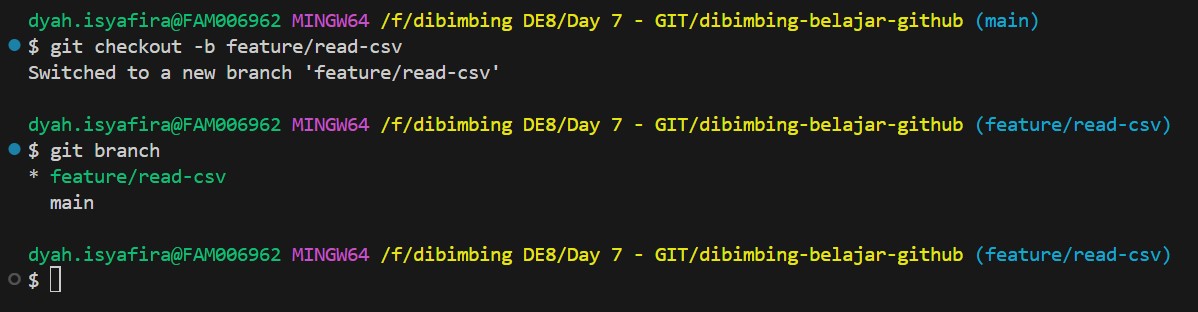 dyah.isyafira@FAM006962 MINGW64 /f/dibimbing DE8/Day 7 - GIT/dibimbing-belajar-github (main)
$ git checkout -b feature/read-csv
Switched to a new branch 'feature/read-csv'
dyah.isyafira@FAM006962 MINGW64 /f/dibimbing DE8/Day 7 - GIT/dibimbing-belajar-github (feature/read-csv)
$ git branch
* feature/read-csv
main
dyah.isyafira@FAM006962 MINGW64 /f/dibimbing DE8/Day 7 - GIT/dibimbing-belajar-github (feature/read-csv)
$